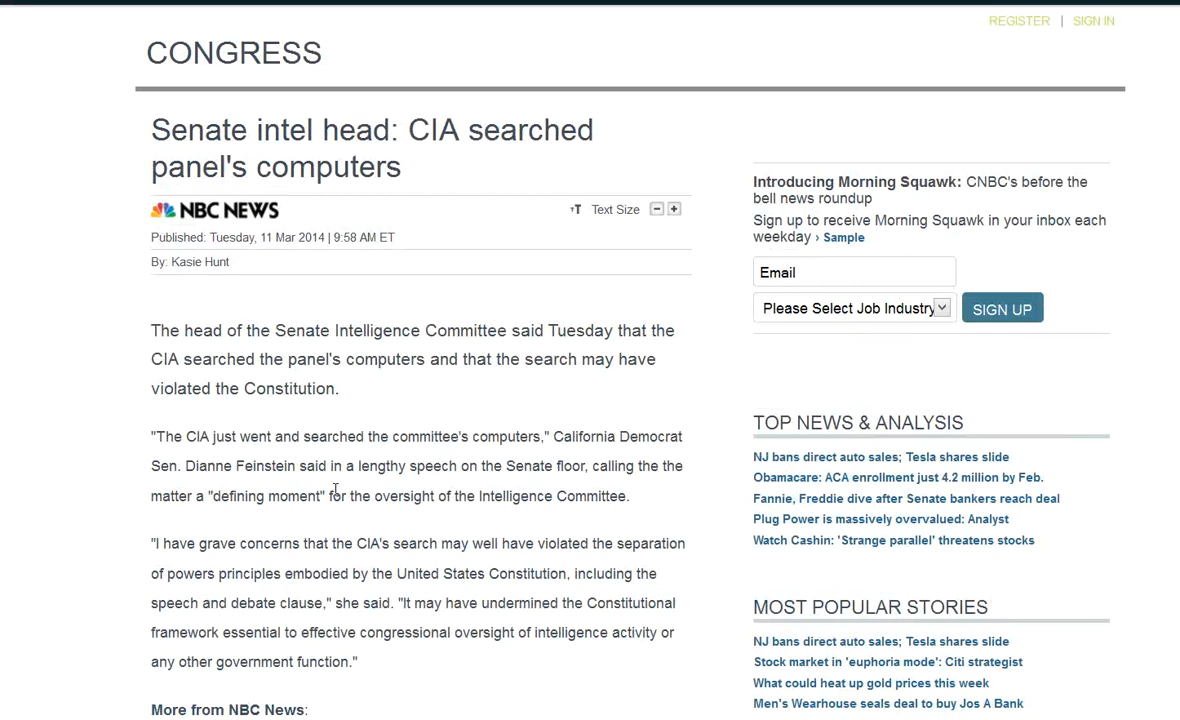 REGISTER | SIGN IN
CONGRESS
Senate intel head: CIA searched
panel's computers
NBC NEWS
TT Text Size - +
Published: Tuesday, 11 Mar 2014 | 9:58 AM ET
By: Kasie Hunt
The head of the Senate Intelligence Committee said Tuesday that the
CIA searched the panel's computers and that the search may have
violated the Constitution.
"The CIA just went and searched the committee's computers," California Democrat
Sen. Dianne Feinstein said in a lengthy speech on the Senate floor, calling the the
matter a "defining moment" for the oversight of the Intelligence Committee.
"I have grave concerns that the CIA's search may well have violated the separation
of powers principles embodied by the United States Constitution, including the
speech and debate clause," she said. "It may have undermined the Constitutional
framework essential to effective congressional oversight of intelligence activity or
any other government function."
More from NBC News:
Introducing Morning Squawk: CNBC's before the
bell news roundup
Sign up to receive Morning Squawk in your inbox each
weekday › Sample
Email
Please Select Job Industry
SIGN UP
TOP NEWS & ANALYSIS
NJ bans direct auto sales; Tesla shares slide
Obamacare: ACA enrollment just 4.2 million by Feb.
Fannie, Freddie dive after Senate bankers reach deal
Plug Power is massively overvalued: Analyst
Watch Cashin: 'Strange parallel' threatens stocks
MOST POPULAR STORIES
NJ bans direct auto sales; Tesla shares slide
Stock market in 'euphoria mode': Citi strategist
What could heat up gold prices this week
Men's Wearhouse seals deal to buy Jos A Bank